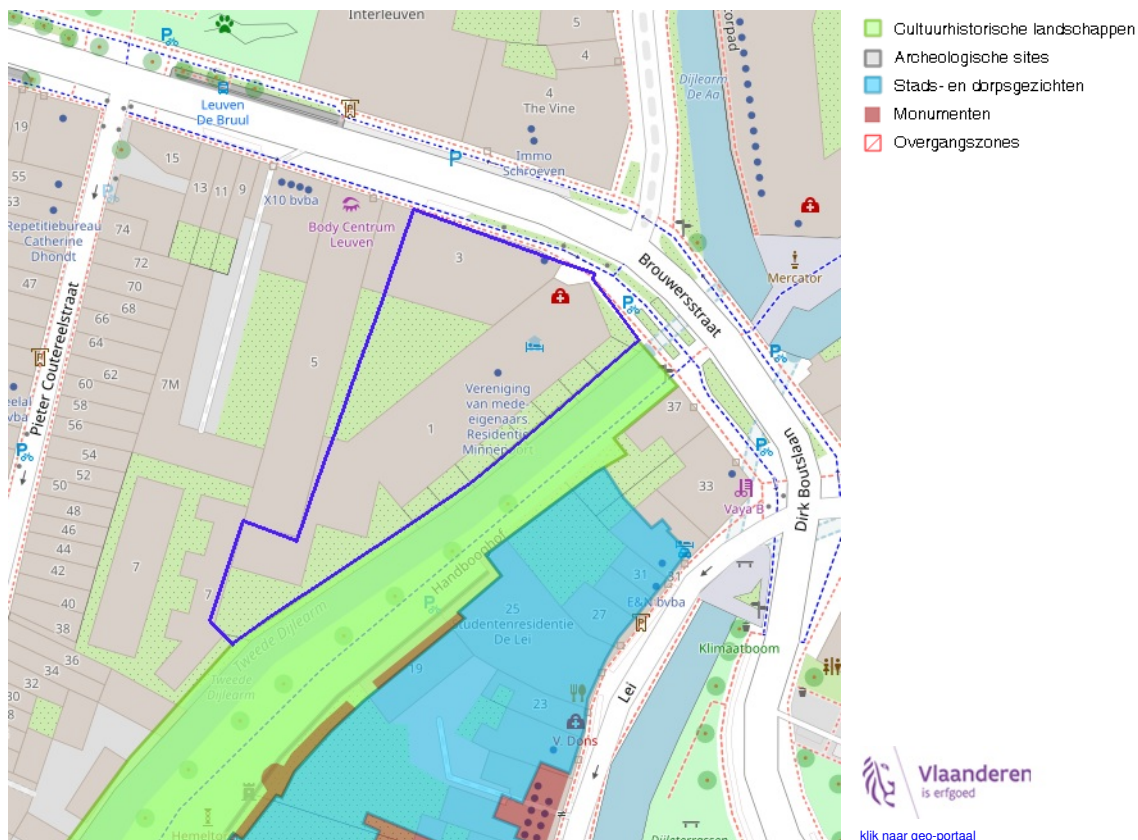 Interleuven
5
4
Leuven
De Bruul
4
The Vine
Immo
Schroeven
Dijlearm
De Aa
19
15
13
11
9
55
53
X10 bvba
Body Centrum
Leuven
3
Repetitiebureau
Catherine
Dhondt
74
72
70
68
66
64
62
60
58
56
54
52
50
48
46
44
42
40
38
36
34
32
30
47
7M
5
7
7
1
Pieter Coutereelstraat
Brouwersstraat
Mercator
Vereniging
van mede-
eigenaars
Residentie
37
33
Vaya B
Dirk Boutslaan
Handbooghof
Tweede Dijlearm
Tweede
Dijlearm
31
31
E&N bvba
27
25
Studentenresidentie
De Lei
19
23
V. Dons
Lei
Klimaatboom
Dijleterrassen
Cultuurhistorische landschappen
Archeologische sites
Stads- en dorpsgezichten
Monumenten
Overgangszones
Vlaanderen
is erfgoed
klik naar geo-portaal